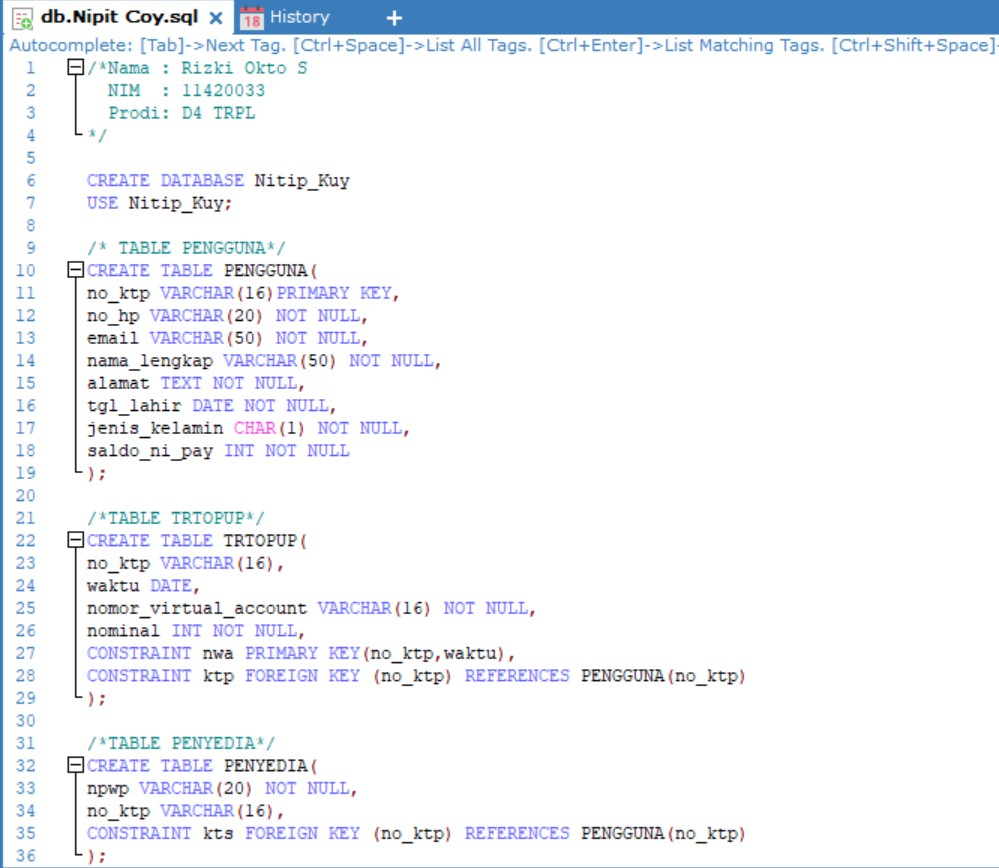 db.Nipit Coy.sql × 18 History +
Autocomplete: [Tab]->Next Tag. [Ctrl+Space]->List All Tags. [Ctrl+Enter]->List Matching Tags. [Ctrl+Shift+Space]-
1 /*Nama : Rizki Okto S
2 NIM  : 11420033
3 Prodi: D4 TRPL
4 */
5
6 CREATE DATABASE Nitip_Kuy
7 USE Nitip_Kuy;
8
9 /* TABLE PENGGUNA*/
10 CREATE TABLE PENGGUNA(
11 no_ktp VARCHAR(16)PRIMARY KEY,
12 no_hp VARCHAR(20) NOT NULL,
13 email VARCHAR(50) NOT NULL,
14 nama_lengkap VARCHAR(50) NOT NULL,
15 alamat TEXT NOT NULL,
16 tgl_lahir DATE NOT NULL,
17 jenis_kelamin CHAR(1) NOT NULL,
18 saldo_ni_pay INT NOT NULL
19 );
20
21 /*TABLE TRTOPUP*/
22 CREATE TABLE TRTOPUP(
23 no_ktp VARCHAR(16),
24 waktu DATE,
25 nomor_virtual_account VARCHAR(16) NOT NULL,
26 nominal INT NOT NULL,
27 CONSTRAINT nwa PRIMARY KEY(no_ktp,waktu),
28 CONSTRAINT ktp FOREIGN KEY (no_ktp) REFERENCES PENGGUNA(no_ktp)
29 );
30
31 /*TABLE PENYEDIA*/
32 CREATE TABLE PENYEDIA(
33 npwp VARCHAR(20) NOT NULL,
34 no_ktp VARCHAR(16),
35 CONSTRAINT kts FOREIGN KEY (no_ktp) REFERENCES PENGGUNA(no_ktp)
36 );